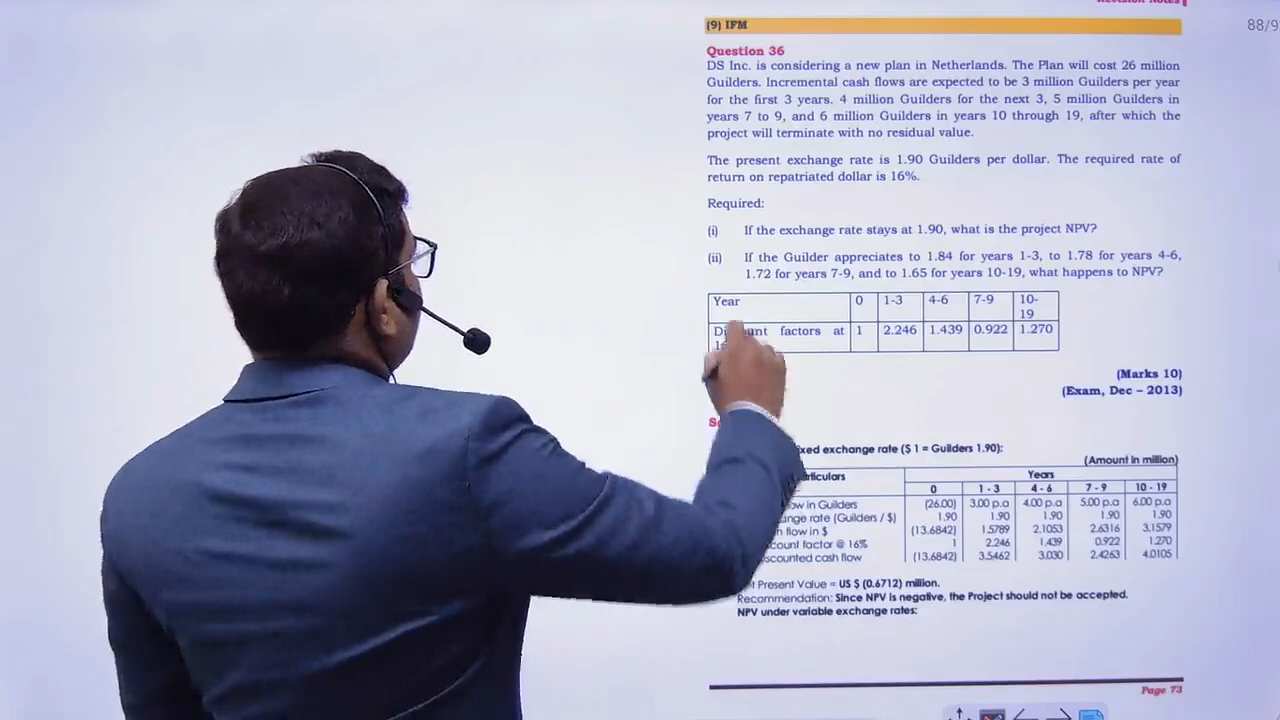 Revision Notes
(9) IFM
88/9
Question 36
DS Inc. is considering a new plan in Netherlands. The Plan will cost 26 million
Guilders. Incremental cash flows are expected to be 3 million Guilders per year
for the first 3 years. 4 million Guilders for the next 3, 5 million Guilders in
years 7 to 9, and 6 million Guilders in years 10 through 19, after which the
project will terminate with no residual value.
The present exchange rate is 1.90 Guilders per dollar. The required rate of
return on repatriated dollar is 16%.
Required:
(i) If the exchange rate stays at 1.90, what is the project NPV?
(ii) If the Guilder appreciates to 1.84 for years 1-3, to 1.78 for years 4-6,
1.72 for years 7-9, and to 1.65 for years 10-19, what happens to NPV?
Year 0 1-3 4-6 7-9 10-
19
factors at 1 2.246 1.439 0.922 1.270
(Marks 10)
(Exam, Dec – 2013)
exchange rate ($ 1 = Guilders 1.90):
(Amount in million)
Years
0 1 - 3 4 - 6 7 - 9 10 - 19
in Guilders (26.00) 3.00 p.a 4.00 p.a 5.00 p.a 6.00 p.a
rate (Guilders / $) 1.90 1.90 1.90 1.90 1.90
flow in $ (13.6842) 1.5789 2.1053 2.6316 3.1579
factor @ 16% 1 2.246 1.439 0.922 1.270
cash flow (13.6842) 3.5462 3.030 2.4263 4.0105
Present Value = US $ (0.6712) million.
Recommendation: Since NPV is negative, the Project should not be accepted.
NPV under variable exchange rates:
Page 73